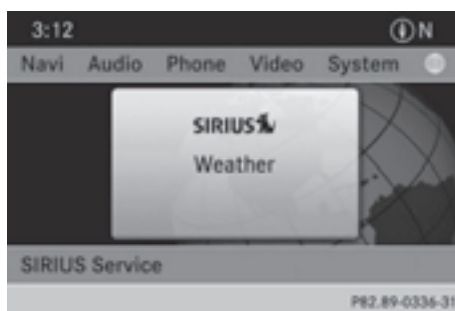 3:12 N
Navi Audio Phone Video System
SIRIUS
Weather
SIRIUS Service
P82.89-0336-31